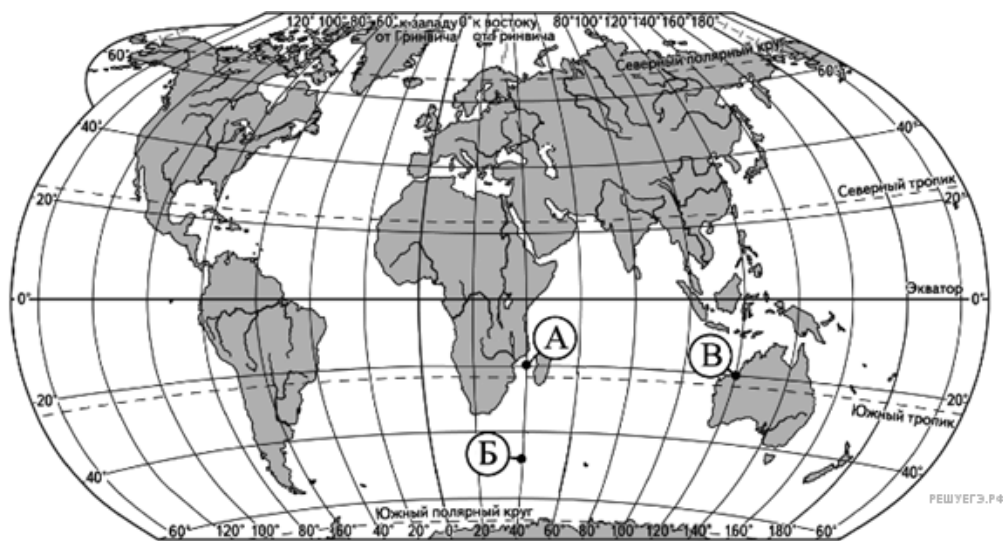 120° 100° 80° 60° к западу 0° к востоку 80° 100° 120° 140° 160° 180°
от Гринвича от Гринвича
60° Северный полярный круг 60°
40° 40°
Северный тропик
20° 20°
0° Экватор 0°
А
В
20° 20°
Южный тропик
Б
40° 40°
РЕШУЕГЭ.РФ
Южный полярный круг
60° 120° 100° 80° 60° 40° 20° 0° 20° 40° 60° 80° 100° 120° 140° 160° 180° 60°